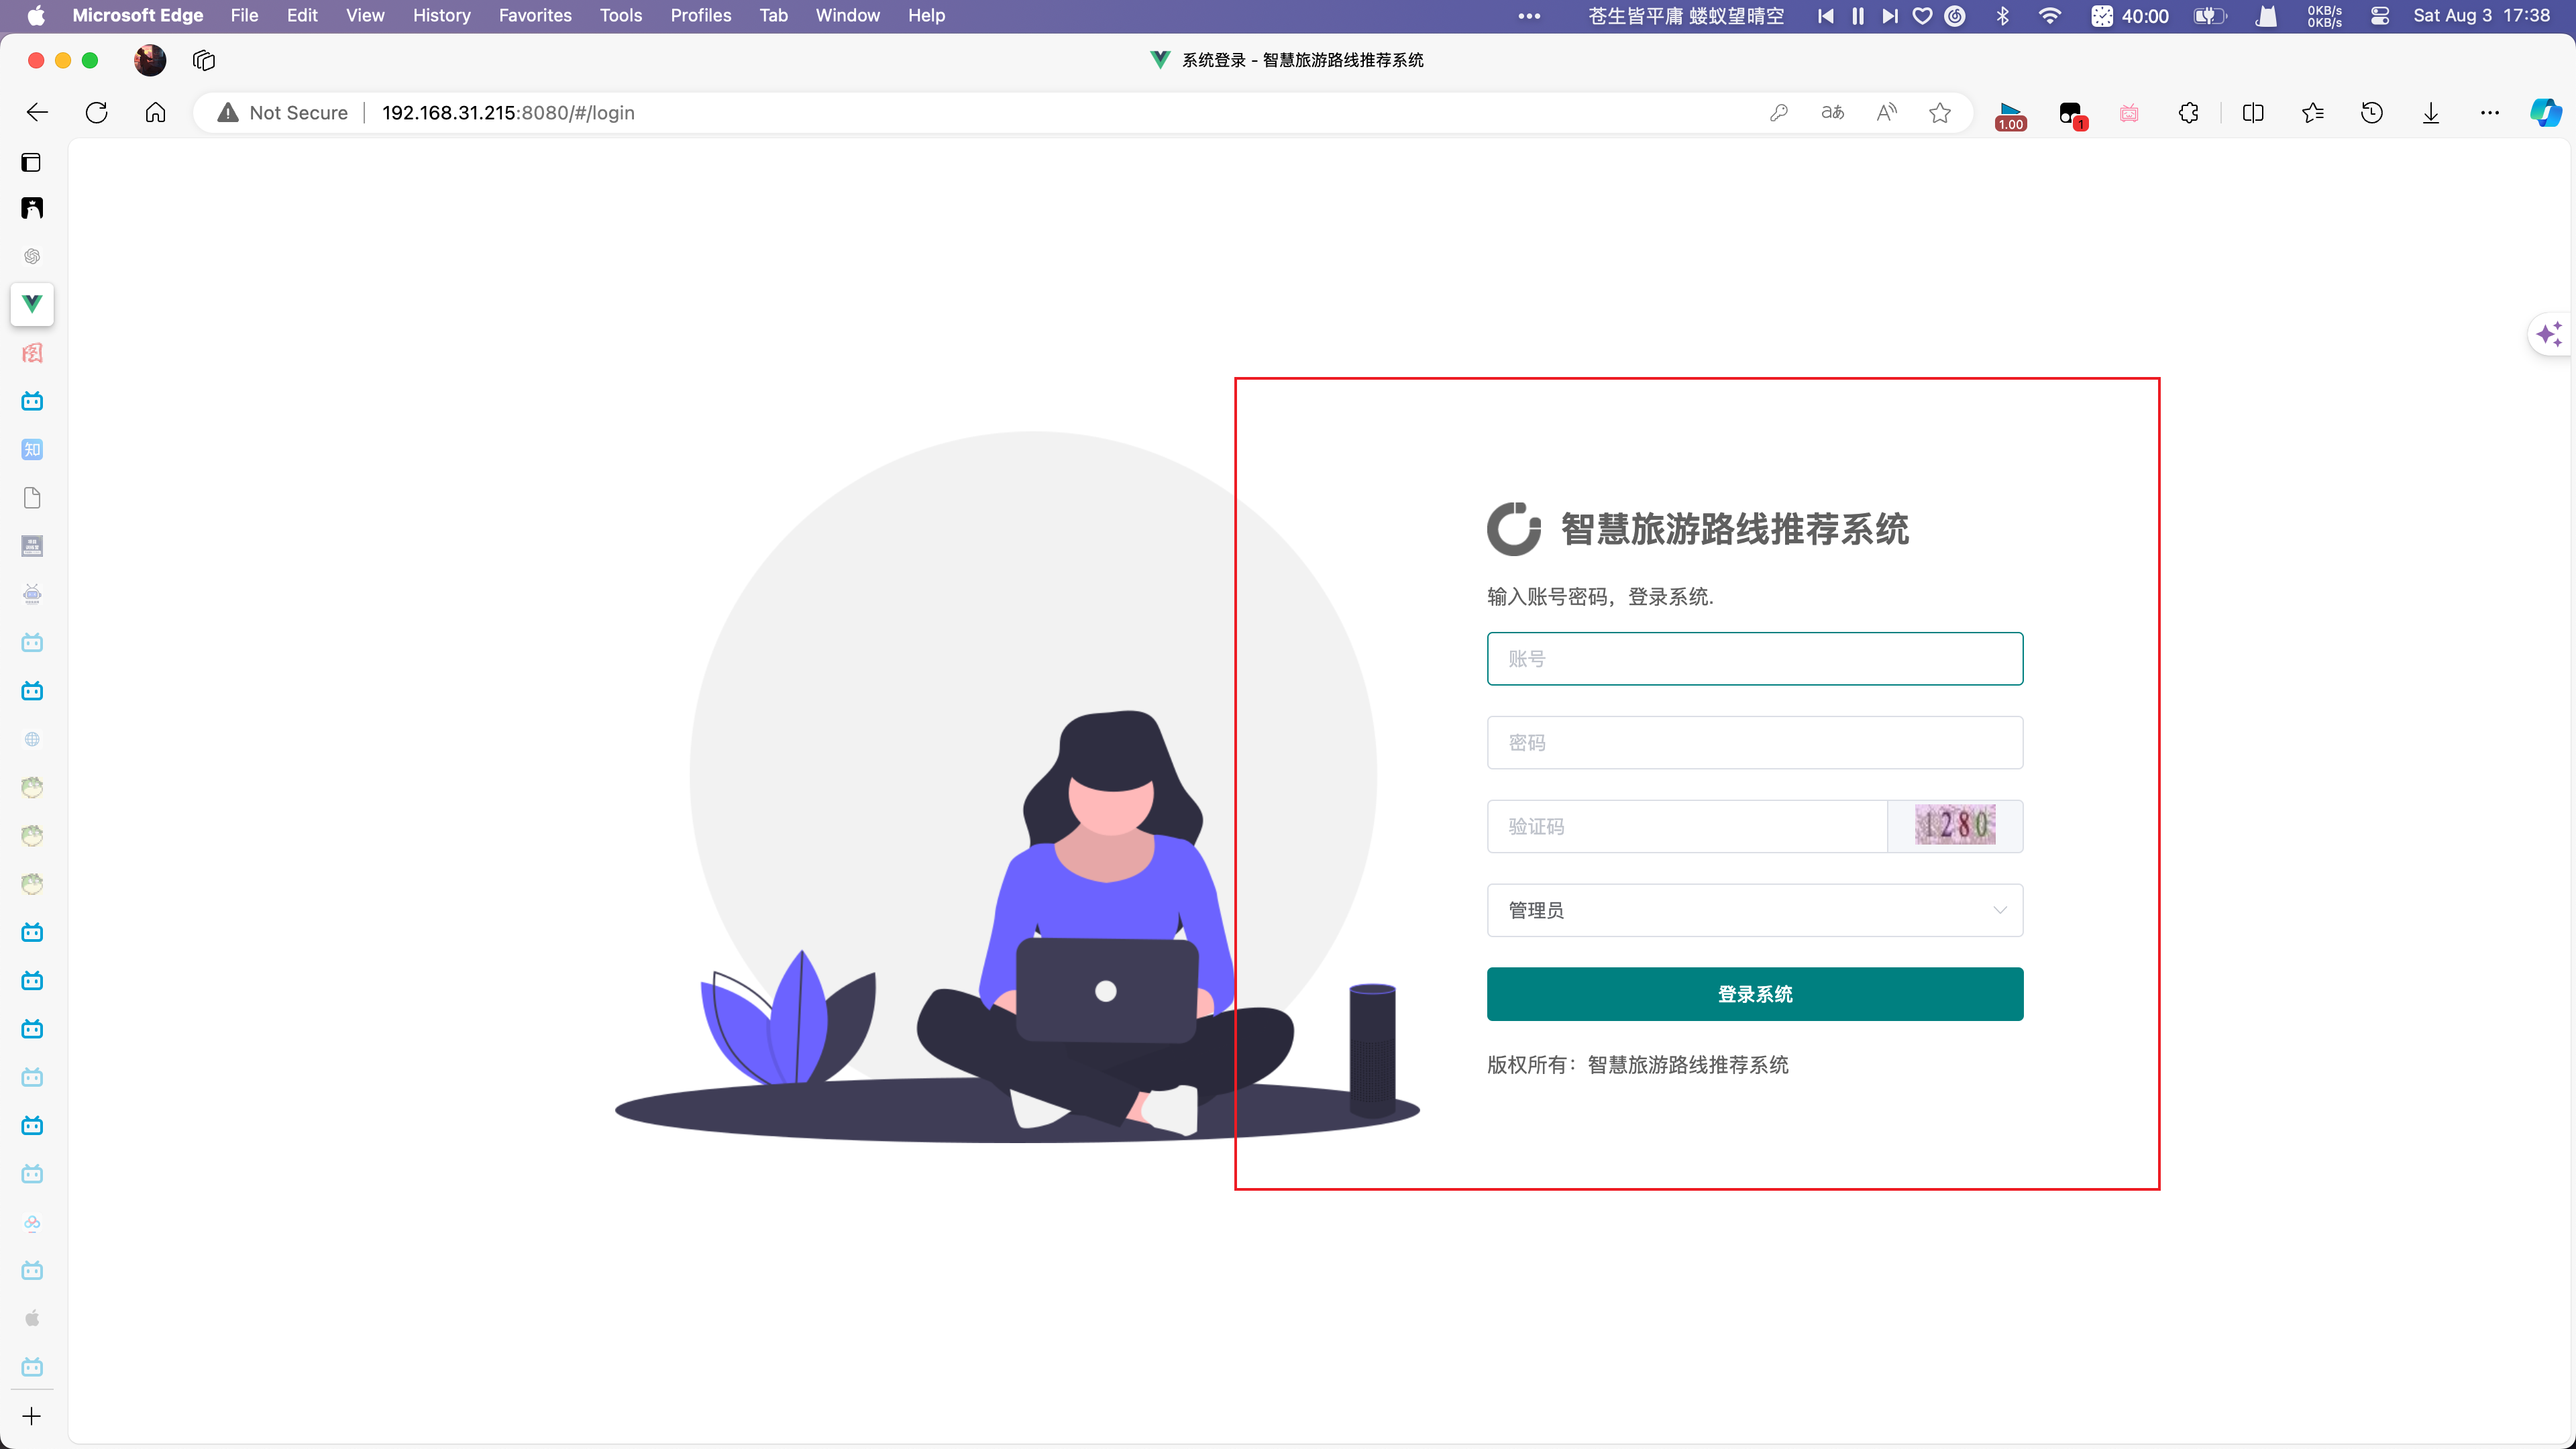 Microsoft Edge File Edit View History Favorites Tools Profiles Tab Window Help
苍生皆平庸 蝼蚁望晴空 40:00 0KB/s 0KB/s Sat Aug 3 17:38
系统登录 - 智慧旅游路线推荐系统
Not Secure 192.168.31.215:8080/#/login aあ A 1.00 1
图
知
智慧旅游路线推荐系统
输入账号密码，登录系统.
账号
密码
验证码 1280
管理员
登录系统
版权所有：智慧旅游路线推荐系统